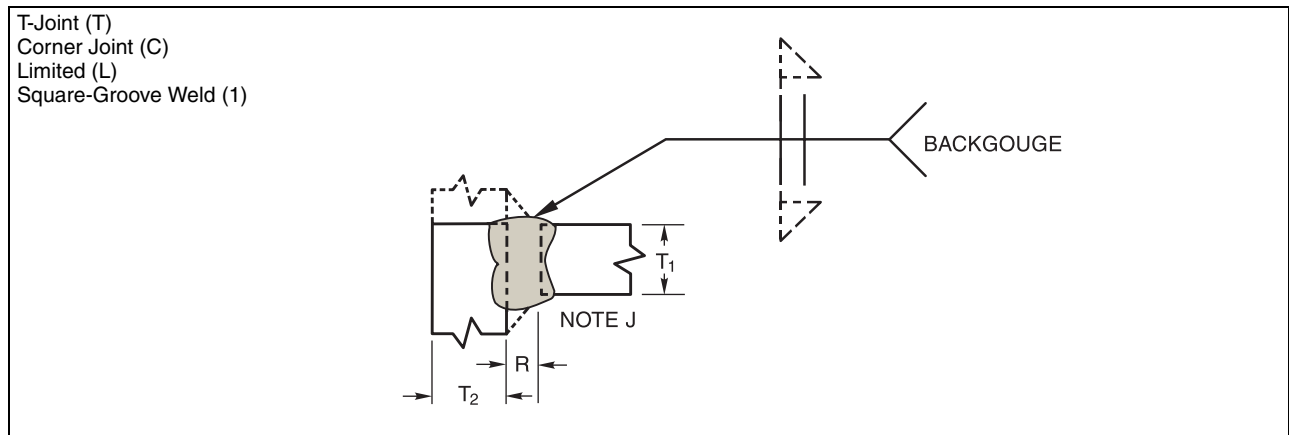 T-Joint (T)
Corner Joint (C)
Limited (L)
Square-Groove Weld (1)
BACKGOUGE
T₁
NOTE J
R
T₂